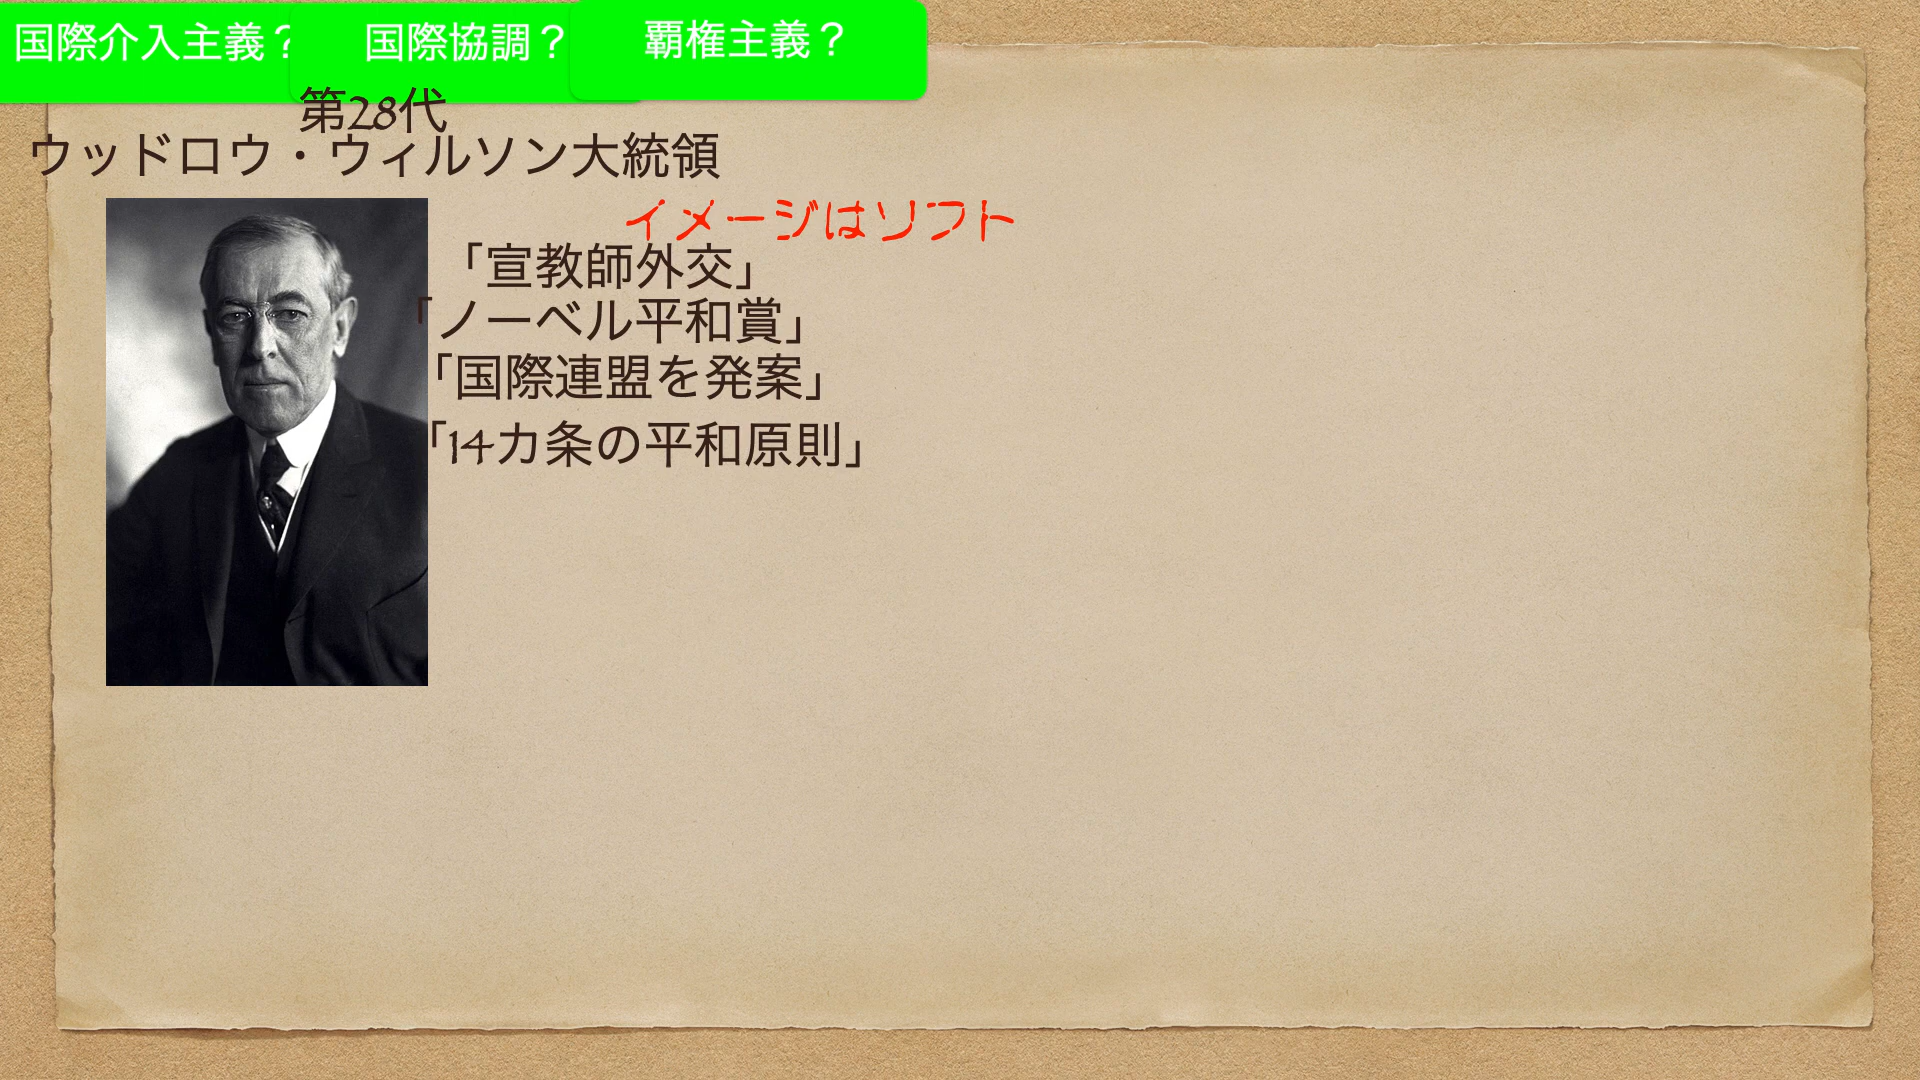 国際介入主義？
国際協調？
覇権主義？
第28代
ウッドロウ・ウィルソン大統領
イメージはソフト
「宣教師外交」
「ノーベル平和賞」
「国際連盟を発案」
「14カ条の平和原則」